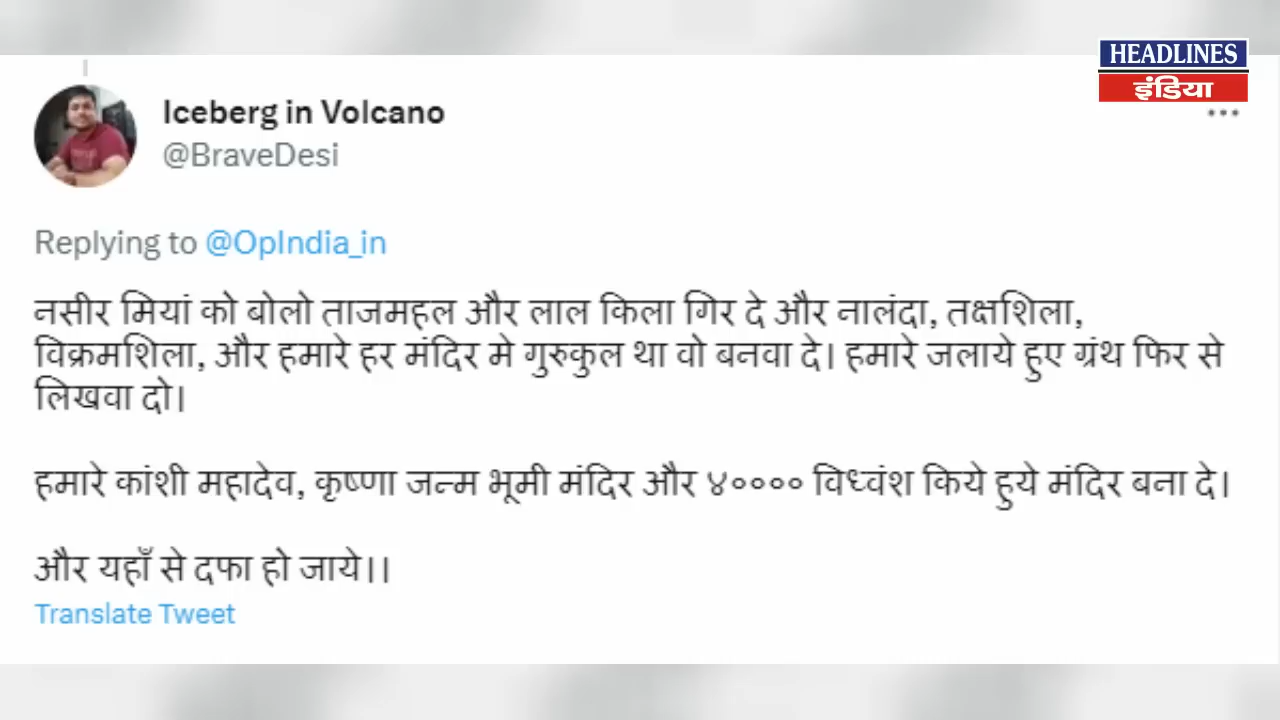 HEADLINES
इंडिया
Iceberg in Volcano
@BraveDesi
Replying to @OpIndia_in
नसीर मियां को बोलो ताजमहल और लाल किला गिर दे और नालंदा, तक्षशिला,
विक्रमशिला, और हमारे हर मंदिर मे गुरुकुल था वो बनवा दे। हमारे जलाये हुए ग्रंथ फिर से
लिखवा दो।
हमारे कांशी महादेव, कृष्णा जन्म भूमी मंदिर और ४०००० विध्वंश किये हुये मंदिर बना दे।
और यहाँ से दफा हो जाये।।
Translate Tweet